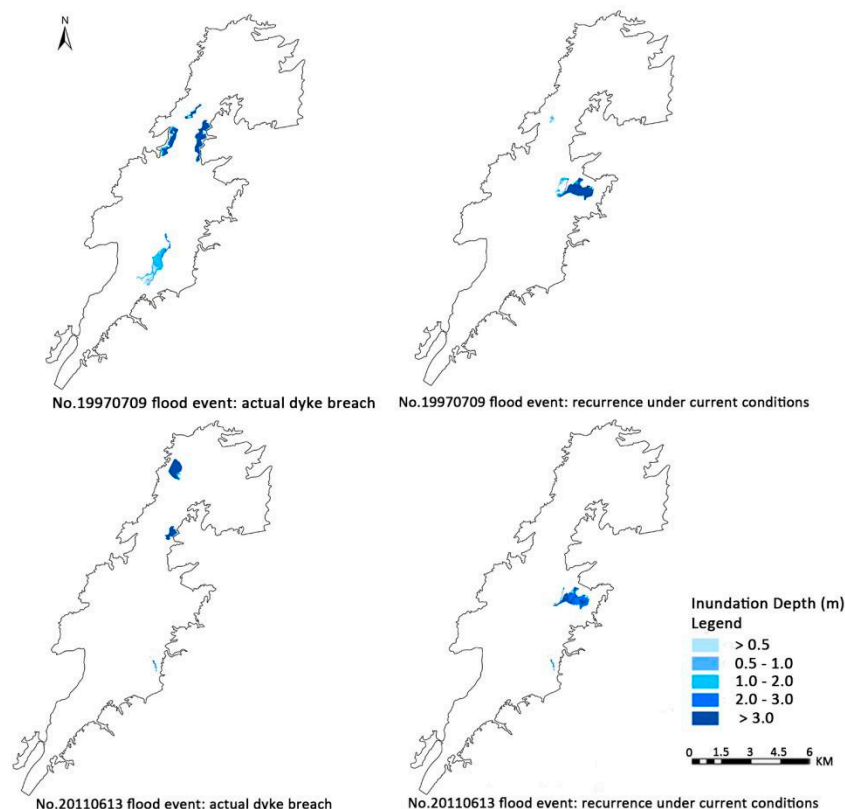 N
No.19970709 flood event: actual dyke breach
No.19970709 flood event: recurrence under current conditions
Inundation Depth (m)
Legend
> 0.5
0.5 - 1.0
1.0 - 2.0
2.0 - 3.0
> 3.0
0 1.5 3 4.5 6
KM
No.20110613 flood event: actual dyke breach
No.20110613 flood event: recurrence under current conditions